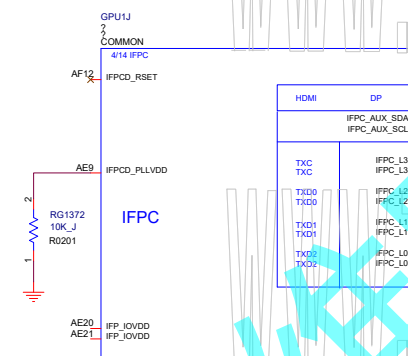 GPU1J
?
?
COMMON
4/14 IFPC
AF12 IFPCD_RSET
HDMI DP
IFPC_AUX_SDA
IFPC_AUX_SCL
AE9 IFPCD_PLLVDD
TXC IFPC_L3
TXC IFPC_L3
TXD0 IFPC_L2
TXD0 IFPC_L2
2
RG1372
10K_J
R0201
1
IFPC
TXD1 IFPC_L1
TXD1 IFPC_L1
TXD2 IFPC_L0
TXD2 IFPC_L0
AE20 IFP_IOVDD
AE21 IFP_IOVDD